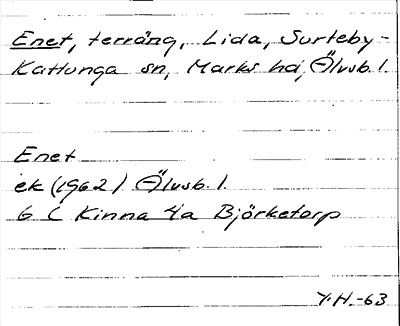 Enet, terräng, Lida, Surteby-
Kattunga sn, Marks hd, Älvsb. l.
Enet
ek (1962) Älvsb. l.
6 C Kinna 4a Björketorp
Y.H.-63